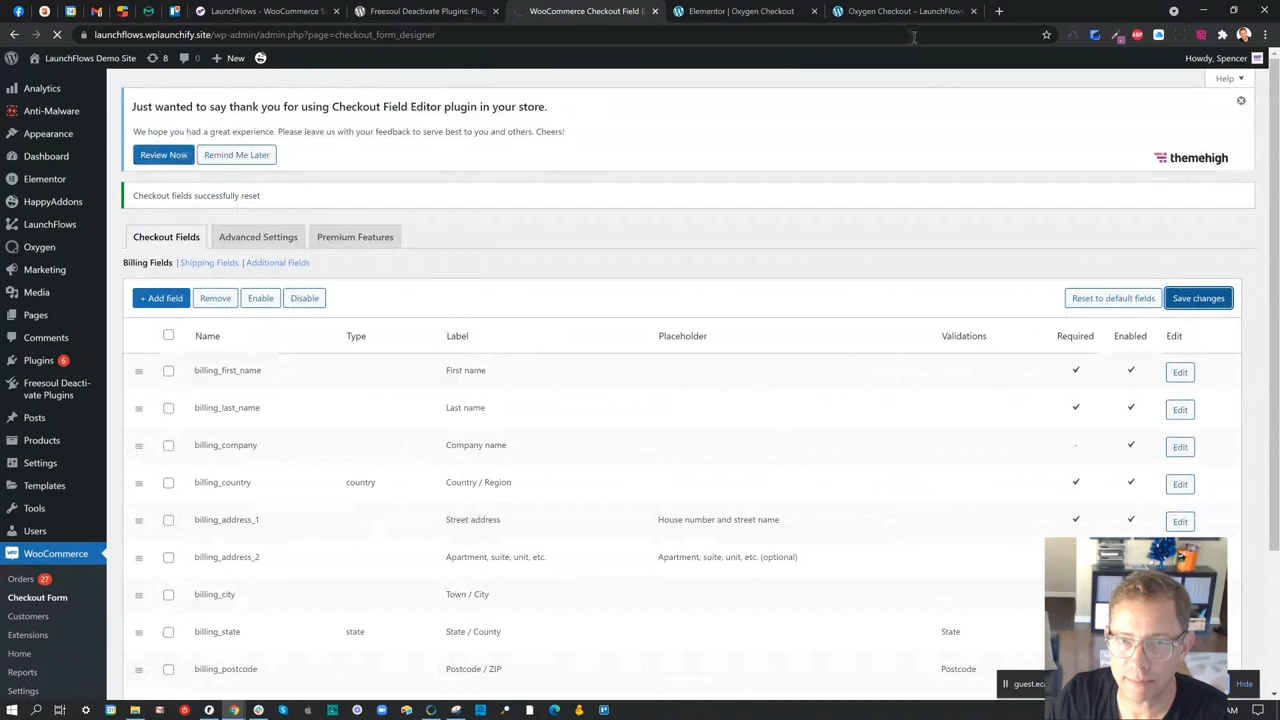 LaunchFlows – WooCommerce S
Freesoul Deactivate Plugins: Plug
WooCommerce Checkout Field E
Elementor | Oxygen Checkout
Oxygen Checkout – LaunchFlows
launchflows.wplaunchify.site/wp-admin/admin.php?page=checkout_form_designer
LaunchFlows Demo Site
8
0
+ New
Howdy, Spencer
Help
Analytics
Anti-Malware
Appearance
Dashboard
Elementor
HappyAddons
LaunchFlows
Oxygen
Marketing
Media
Pages
Comments
Plugins 6
Freesoul Deacti-
vate Plugins
Posts
Products
Settings
Templates
Tools
Users
WooCommerce
Orders 27
Checkout Form
Customers
Extensions
Home
Reports
Settings
Just wanted to say thank you for using Checkout Field Editor plugin in your store.
We hope you had a great experience. Please leave us with your feedback to serve best to you and others. Cheers!
Review Now
Remind Me Later
themehigh
Checkout fields successfully reset
Checkout Fields
Advanced Settings
Premium Features
Billing Fields | Shipping Fields | Additional Fields
+ Add field
Remove
Enable
Disable
Reset to default fields
Save changes
Name Type Label Placeholder Validations Required Enabled Edit
billing_first_name First name Edit
billing_last_name Last name Edit
billing_company Company name - Edit
billing_country country Country / Region Edit
billing_address_1 Street address House number and street name Edit
billing_address_2 Apartment, suite, unit, etc. Apartment, suite, unit, etc. (optional)
billing_city Town / City
billing_state state State / County State
billing_postcode Postcode / ZIP Postcode
Hide
AM